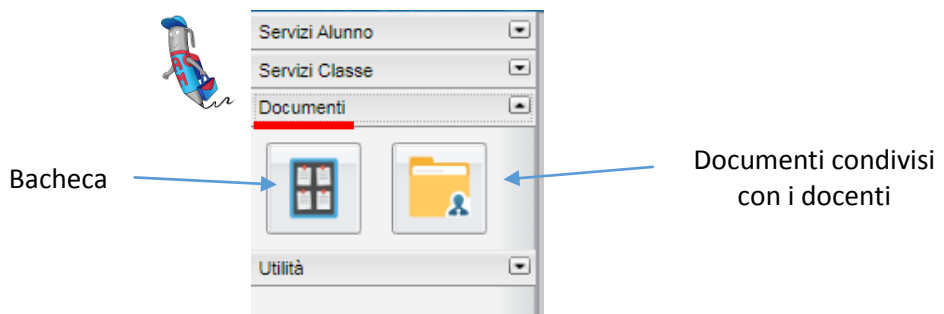 Servizi Alunno
Servizi Classe
Documenti
Bacheca
Documenti condivisi
con i docenti
Utilità